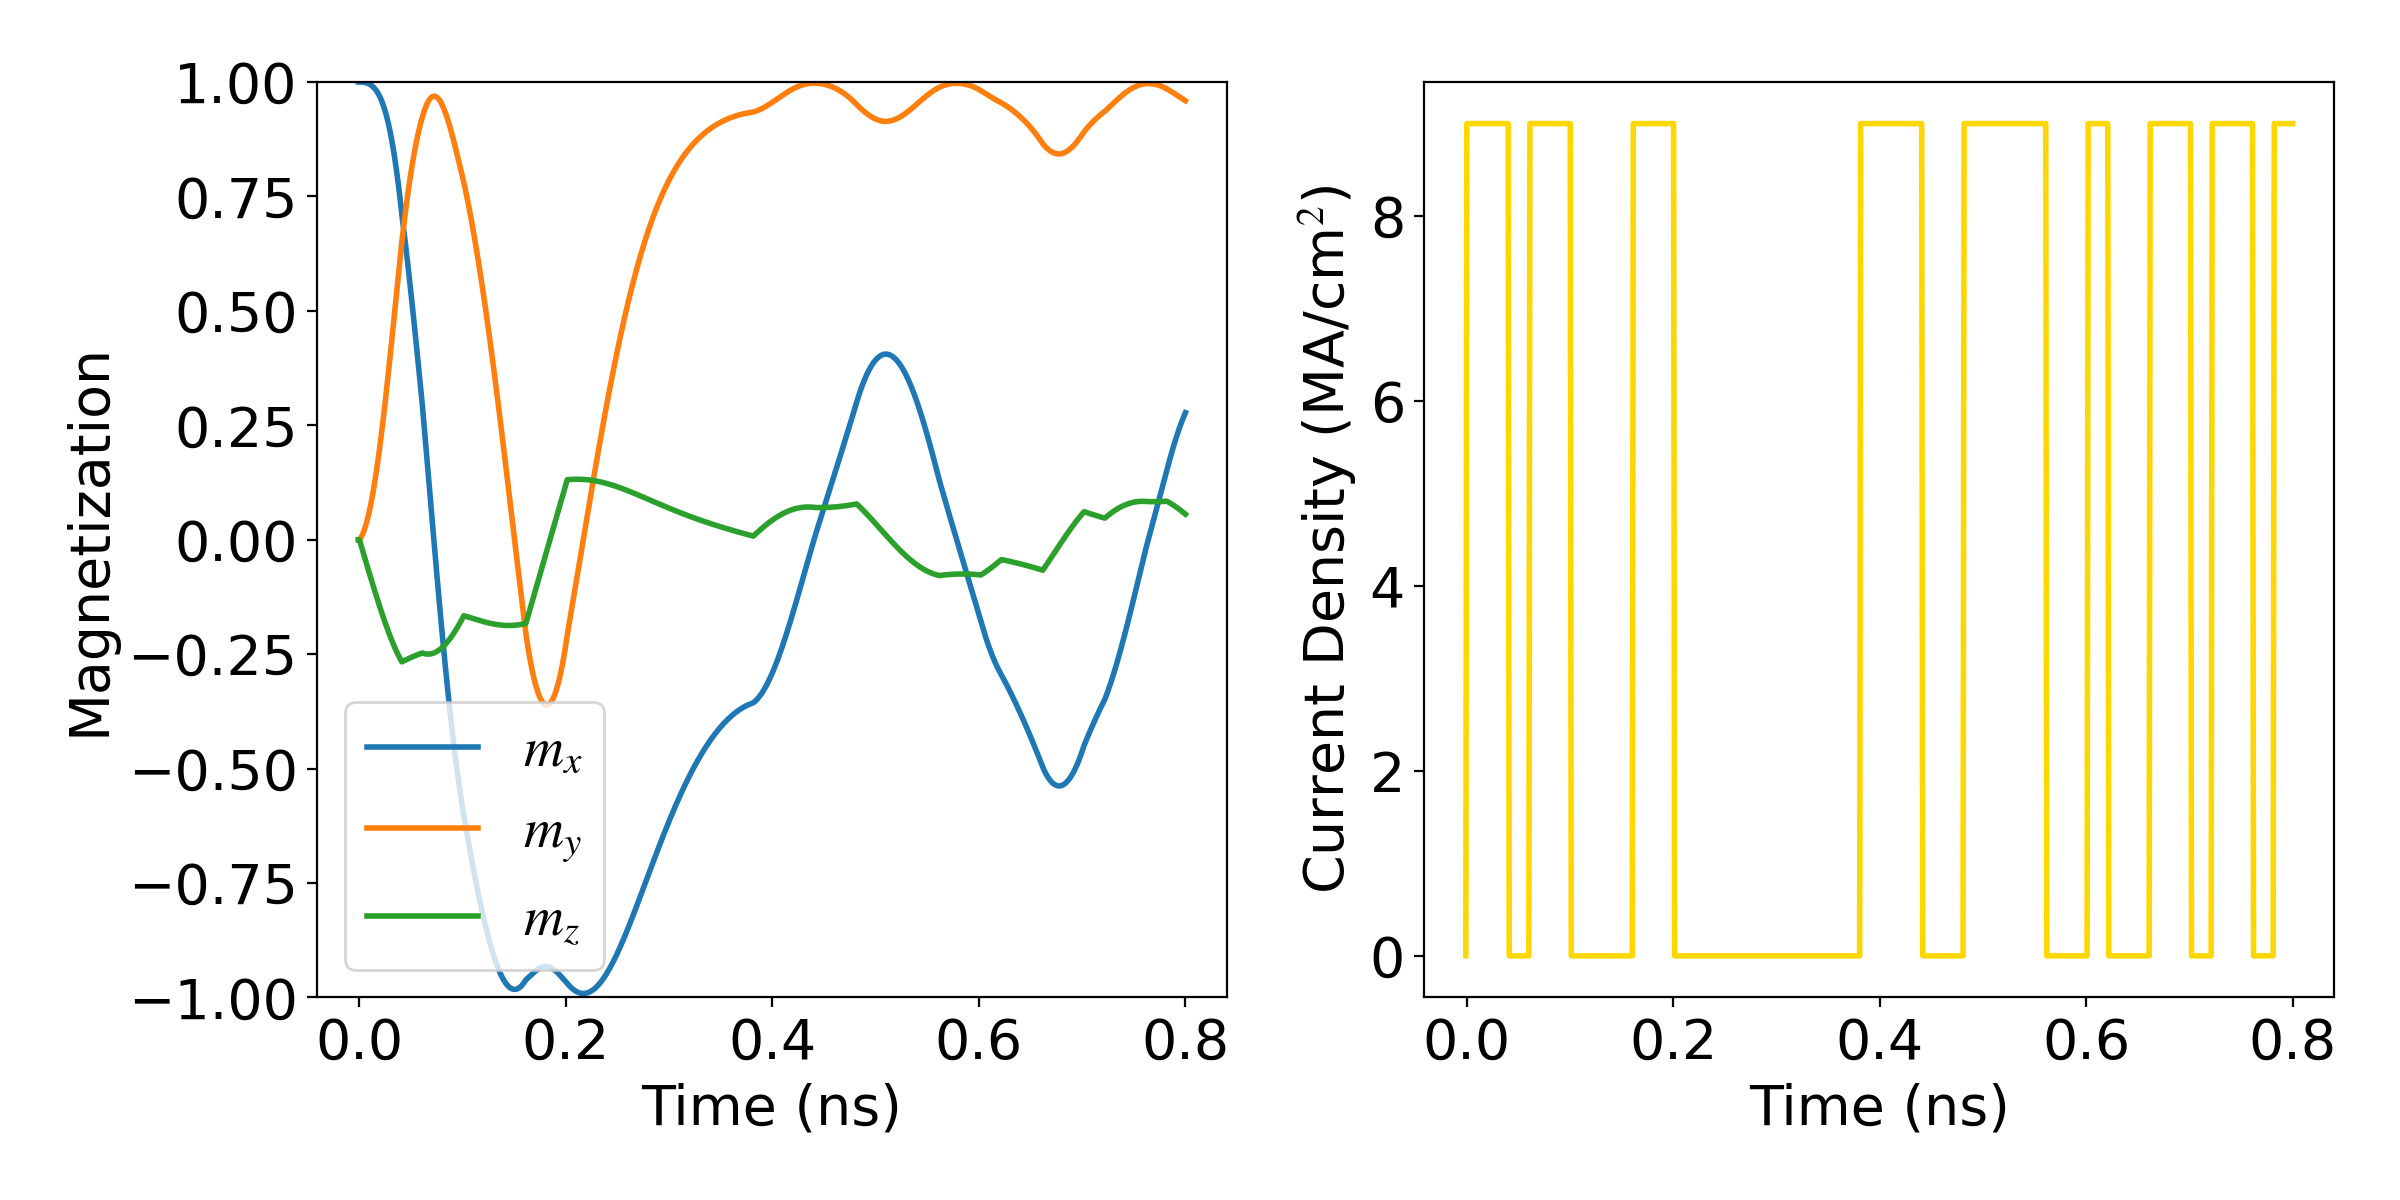 Magnetization
1.00
0.75
0.50
0.25
0.00
−0.25
−0.50
−0.75
−1.00
m_x
m_y
m_z
0.0 0.2 0.4 0.6 0.8
Time (ns)
Current Density (MA/cm²)
8
6
4
2
0
0.0 0.2 0.4 0.6 0.8
Time (ns)